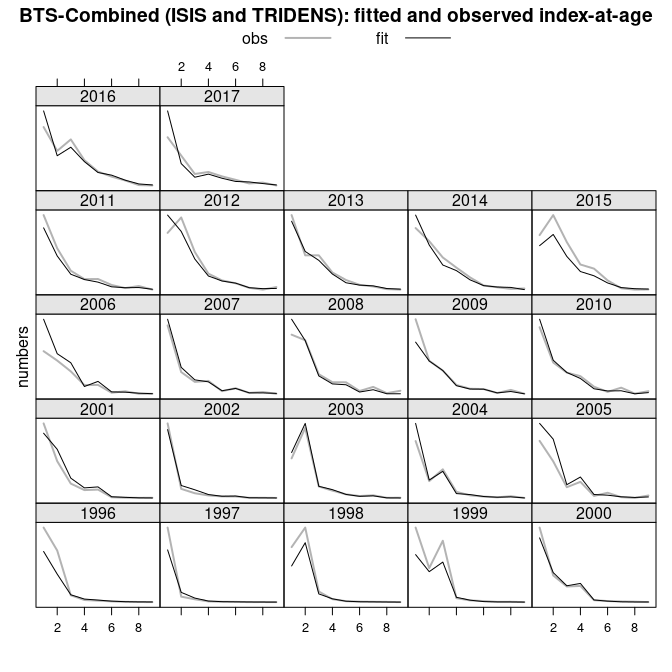 BTS-Combined (ISIS and TRIDENS): fitted and observed index-at-age
obs fit
2 4 6 8
2016 2017
2011 2012 2013 2014 2015
2006 2007 2008 2009 2010
numbers
2001 2002 2003 2004 2005
1996 1997 1998 1999 2000
2 4 6 8 2 4 6 8 2 4 6 8